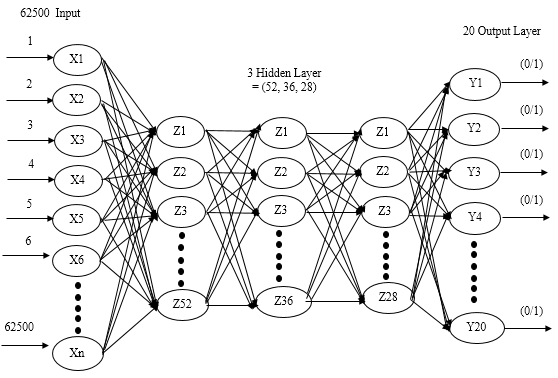 62500 Input
20 Output Layer
3 Hidden Layer
= (52, 36, 28)
1
2
3
4
5
6
62500
X1
X2
X3
X4
X5
X6
Xn
Z1
Z2
Z3
Z52
Z1
Z2
Z3
Z36
Z1
Z2
Z3
Z28
Y1
Y2
Y3
Y4
Y20
(0/1)
(0/1)
(0/1)
(0/1)
(0/1)